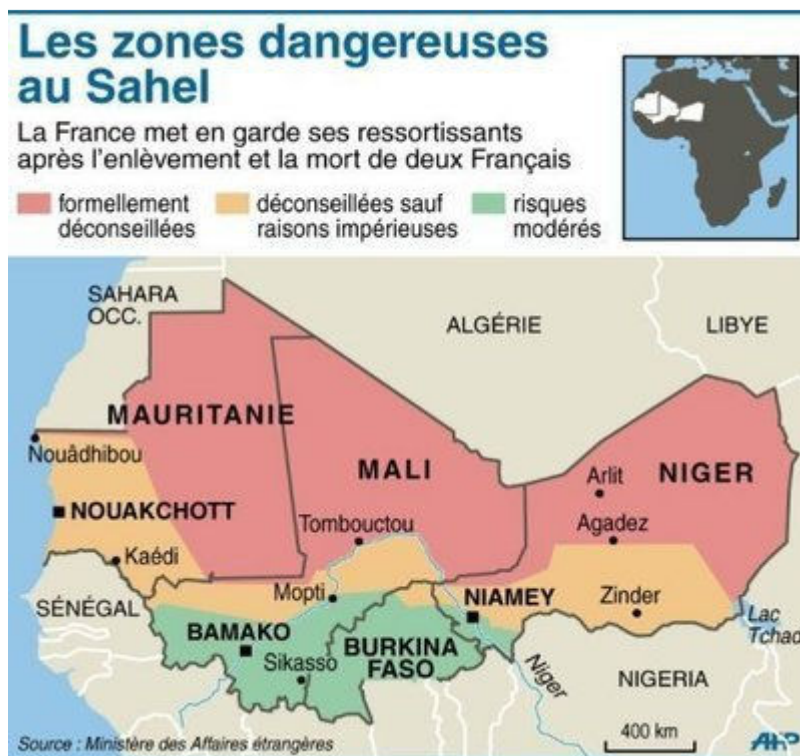 Les zones dangereuses
au Sahel
La France met en garde ses ressortissants
après l'enlèvement et la mort de deux Français
formellement
déconseillées
déconseillées sauf
raisons impérieuses
risques
modérés
SAHARA
OCC.
ALGÉRIE
LIBYE
MAURITANIE
Nouâdhibou
MALI
NIGER
Arlit
NOUAKCHOTT
Tombouctou
Agadez
Kaédi
SÉNÉGAL
Mopti
NIAMEY
Zinder
Lac
Tchad
BAMAKO
BURKINA
FASO
Sikasso
Niger
NIGERIA
400 km
Source : Ministère des Affaires étrangères